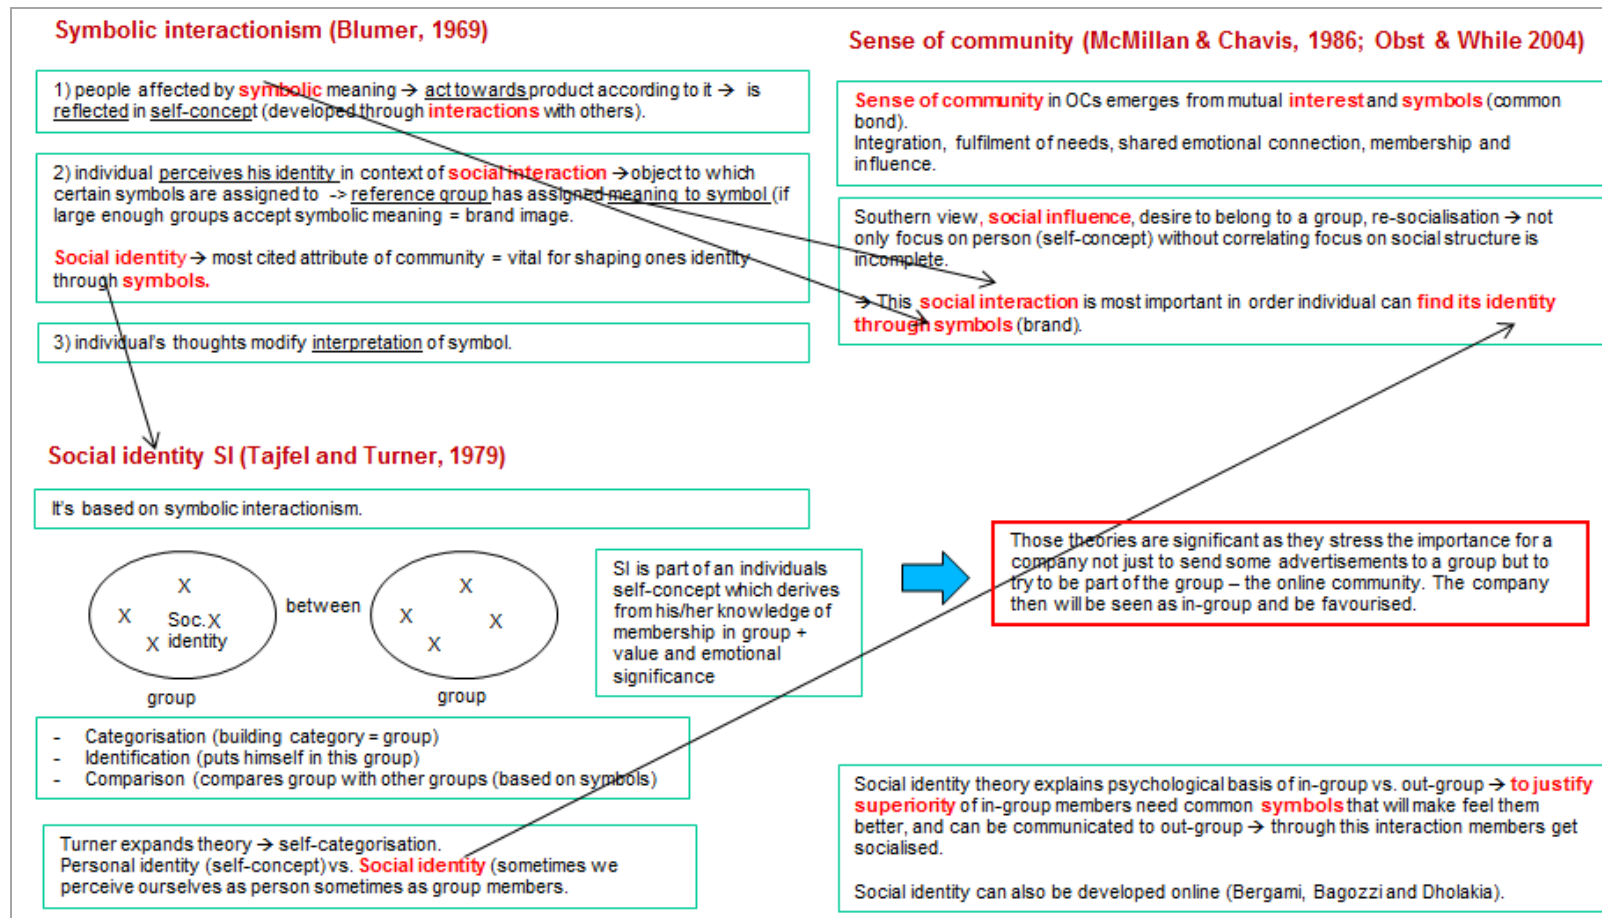 Symbolic interactionism (Blumer, 1969)
1) people affected by symbolic meaning → act towards product according to it → is
reflected in self-concept (developed through interactions with others).
2) individual perceives his identity in context of social interaction → object to which
certain symbols are assigned to -> reference group has assigned meaning to symbol (if
large enough groups accept symbolic meaning = brand image.
Social identity → most cited attribute of community = vital for shaping ones identity
through symbols.
3) individual's thoughts modify interpretation of symbol.
Sense of community (McMillan & Chavis, 1986; Obst & While 2004)
Sense of community in OCs emerges from mutual interest and symbols (common
bond).
Integration, fulfilment of needs, shared emotional connection, membership and
influence.
Southern view, social influence, desire to belong to a group, re-socialisation → not
only focus on person (self-concept) without correlating focus on social structure is
incomplete.
→ This social interaction is most important in order individual can find its identity
through symbols (brand).
Social identity SI (Tajfel and Turner, 1979)
It's based on symbolic interactionism.
X
X
Soc. X
X identity
group
between
X
X
X
X
group
SI is part of an individuals
self-concept which derives
from his/her knowledge of
membership in group +
value and emotional
significance
Those theories are significant as they stress the importance for a
company not just to send some advertisements to a group but to
try to be part of the group – the online community. The company
then will be seen as in-group and be favourised.
- Categorisation (building category = group)
- Identification (puts himself in this group)
- Comparison (compares group with other groups (based on symbols)
Turner expands theory → self-categorisation.
Personal identity (self-concept) vs. Social identity (sometimes we
perceive ourselves as person sometimes as group members.
Social identity theory explains psychological basis of in-group vs. out-group → to justify
superiority of in-group members need common symbols that will make feel them
better, and can be communicated to out-group → through this interaction members get
socialised.
Social identity can also be developed online (Bergami, Bagozzi and Dholakia).